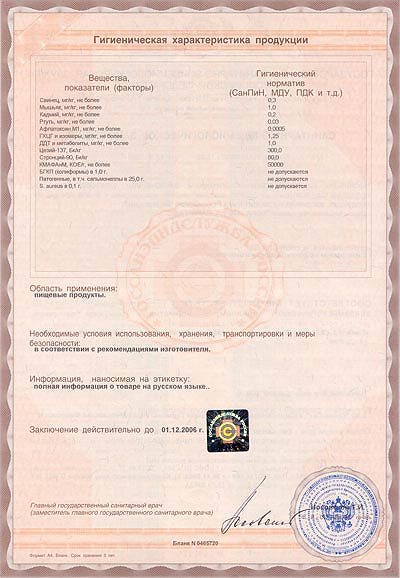 Гигиеническая характеристика продукции
Вещества,
показатели (факторы)
Гигиенический
норматив
(СанПиН, МДУ, ПДК и т.д.)
Свинец, мг/кг, не более 0,3
Мышьяк, мг/кг, не более 1,0
Кадмий, мг/кг, не более 0,2
Ртуть, мг/кг, не более 0,03
Афлатоксин,М1, мг/кг, не более 0,0005
ГХЦГ и изомеры, мг/кг, не более 1,25
ДДТ и метаболиты, мг/кг, не более 1,0
Цезий-137, Бк/кг 300,0
Стронций-90, Бк/кг 80,0
КМАФАнМ, КОЕ/г, не более 50000
БГКП (колиформы) в 1,0 г. не допускаются
Патогенные, в т.ч. сальмонеллы в 25,0 г. не допускаются
S. aureus в 0,1 г. не допускается
Область применения:
пищевые продукты.
Необходимые условия использования, хранения, транспортировки и меры
безопасности:
в соответствии с рекомендациями изготовителя,
Информация, наносимая на этикетку:
полная информация о товаре на русском языке..
Заключение действительно до 01.12.2006 г.
Главный государственный санитарный врач
(заместитель главного государственного санитарного врача)
Бланк N 0465720
Формат А4. Бланк. Срок хранения 5 лет.